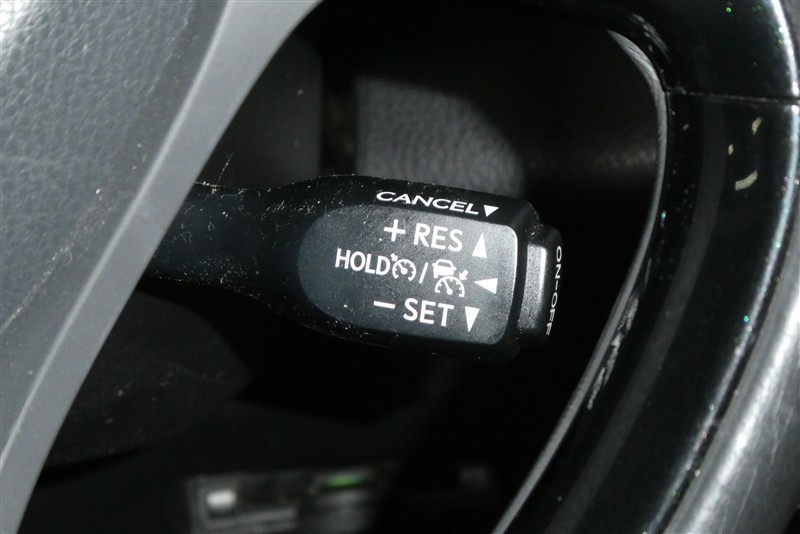 CANCEL▼
+ RES ▲
HOLD / ◀
− SET ▼
ON-OFF